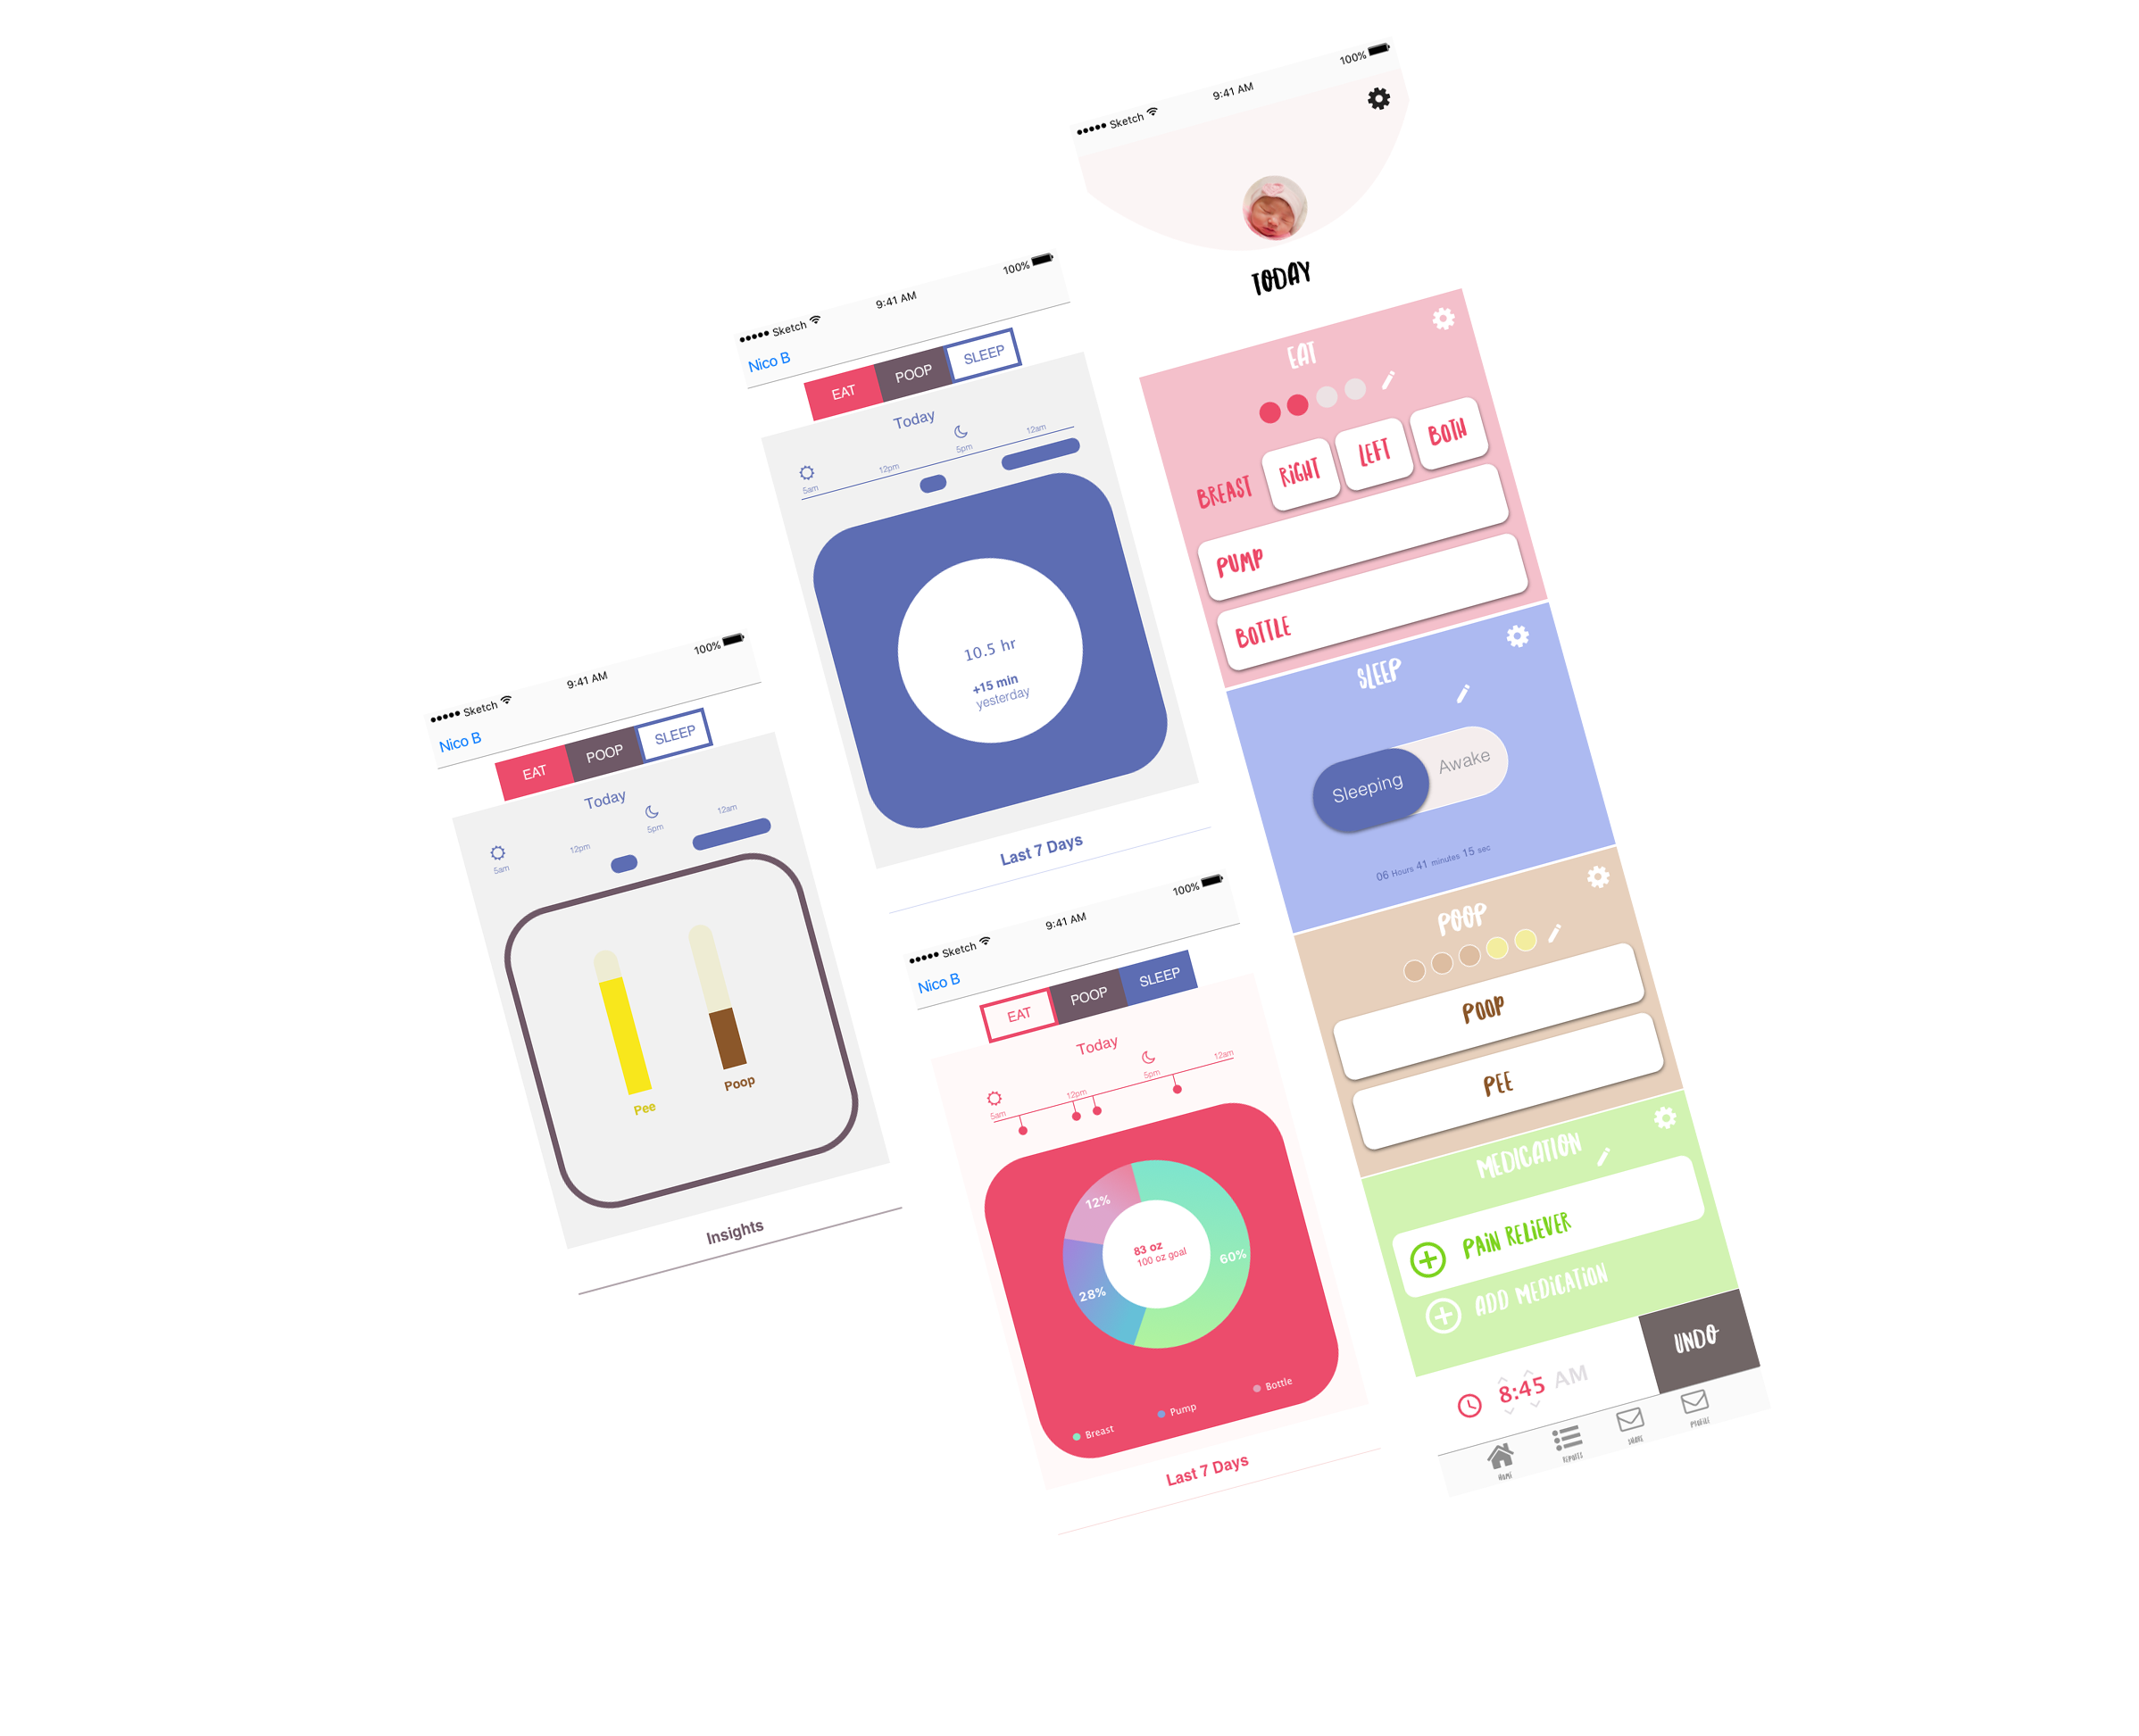 Sketch 9:41 AM 100%
Nico B
EAT POOP SLEEP
Today
5am 12pm 5pm 12am
Pee Poop
Insights
Sketch 9:41 AM 100%
Nico B
EAT POOP SLEEP
Today
5am 12pm 5pm 12am
10.5 hr
+15 min
yesterday
Last 7 Days
Sketch 9:41 AM 100%
Nico B
EAT POOP SLEEP
Today
5am 12pm 5pm 12am
12%
60%
28%
83 oz
100 oz goal
Breast Pump Bottle
Last 7 Days
Sketch 9:41 AM 100%
TODAY
EAT
BREAST RiGHT LEFT BOTH
PUMP
BOTTLE
SLEEP
Sleeping Awake
06 Hours 41 minutes 15 sec
POOP
POOP
PEE
MEDiCATiON
PAiN RELiEVER
ADD MEDiCATiON
8:45 AM
UNDO
HOME REPORTS SHARE PROFILE